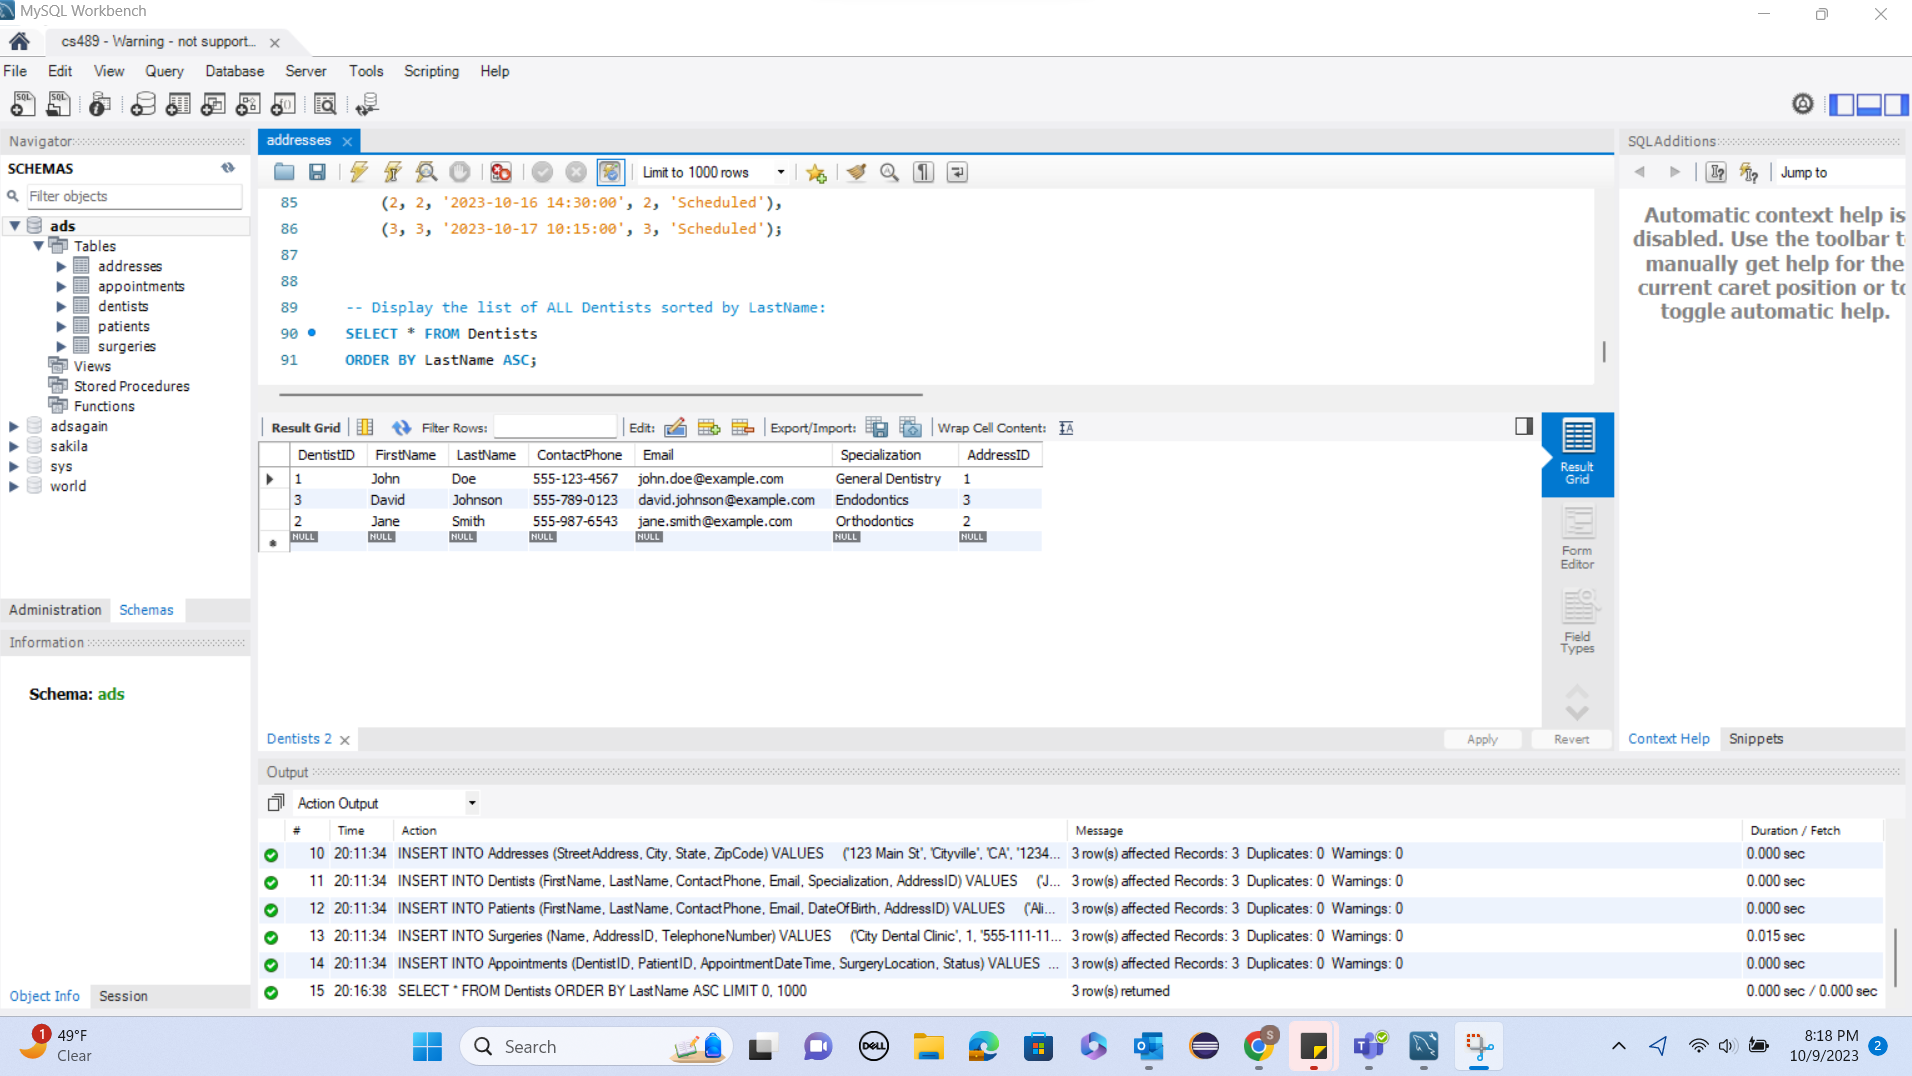 MySQL Workbench
cs489 - Warning - not support...
File Edit View Query Database Server Tools Scripting Help
Navigator
SCHEMAS
Filter objects
ads
Tables
addresses
appointments
dentists
patients
surgeries
Views
Stored Procedures
Functions
adsagain
sakila
sys
world
Administration Schemas
Information
Schema: ads
Object Info Session
addresses
Limit to 1000 rows
85 (2, 2, '2023-10-16 14:30:00', 2, 'Scheduled'),
86 (3, 3, '2023-10-17 10:15:00', 3, 'Scheduled');
87
88
89 -- Display the list of ALL Dentists sorted by LastName:
90 SELECT * FROM Dentists
91 ORDER BY LastName ASC;
Result Grid Filter Rows: Edit: Export/Import: Wrap Cell Content:
DentistID FirstName LastName ContactPhone Email Specialization AddressID
1 John Doe 555-123-4567 john.doe@example.com General Dentistry 1
3 David Johnson 555-789-0123 david.johnson@example.com Endodontics 3
2 Jane Smith 555-987-6543 jane.smith@example.com Orthodontics 2
NULL NULL NULL NULL NULL NULL NULL
Result
Grid
Form
Editor
Field
Types
Dentists 2
Apply Revert
SQLAdditions
Jump to
Automatic context help is
disabled. Use the toolbar t
manually get help for the
current caret position or to
toggle automatic help.
Context Help Snippets
Output
Action Output
# Time Action Message Duration / Fetch
10 20:11:34 INSERT INTO Addresses (StreetAddress, City, State, ZipCode) VALUES ('123 Main St', 'Cityville', 'CA', '1234... 3 row(s) affected Records: 3 Duplicates: 0 Warnings: 0 0.000 sec
11 20:11:34 INSERT INTO Dentists (FirstName, LastName, ContactPhone, Email, Specialization, AddressID) VALUES ('J... 3 row(s) affected Records: 3 Duplicates: 0 Warnings: 0 0.000 sec
12 20:11:34 INSERT INTO Patients (FirstName, LastName, ContactPhone, Email, DateOfBirth, AddressID) VALUES ('Ali... 3 row(s) affected Records: 3 Duplicates: 0 Warnings: 0 0.000 sec
13 20:11:34 INSERT INTO Surgeries (Name, AddressID, TelephoneNumber) VALUES ('City Dental Clinic', 1, '555-111-11... 3 row(s) affected Records: 3 Duplicates: 0 Warnings: 0 0.015 sec
14 20:11:34 INSERT INTO Appointments (DentistID, PatientID, AppointmentDateTime, SurgeryLocation, Status) VALUES ... 3 row(s) affected Records: 3 Duplicates: 0 Warnings: 0 0.000 sec
15 20:16:38 SELECT * FROM Dentists ORDER BY LastName ASC LIMIT 0, 1000 3 row(s) returned 0.000 sec / 0.000 sec
1
49°F
Clear
Search
DELL
S
8:18 PM
10/9/2023
2